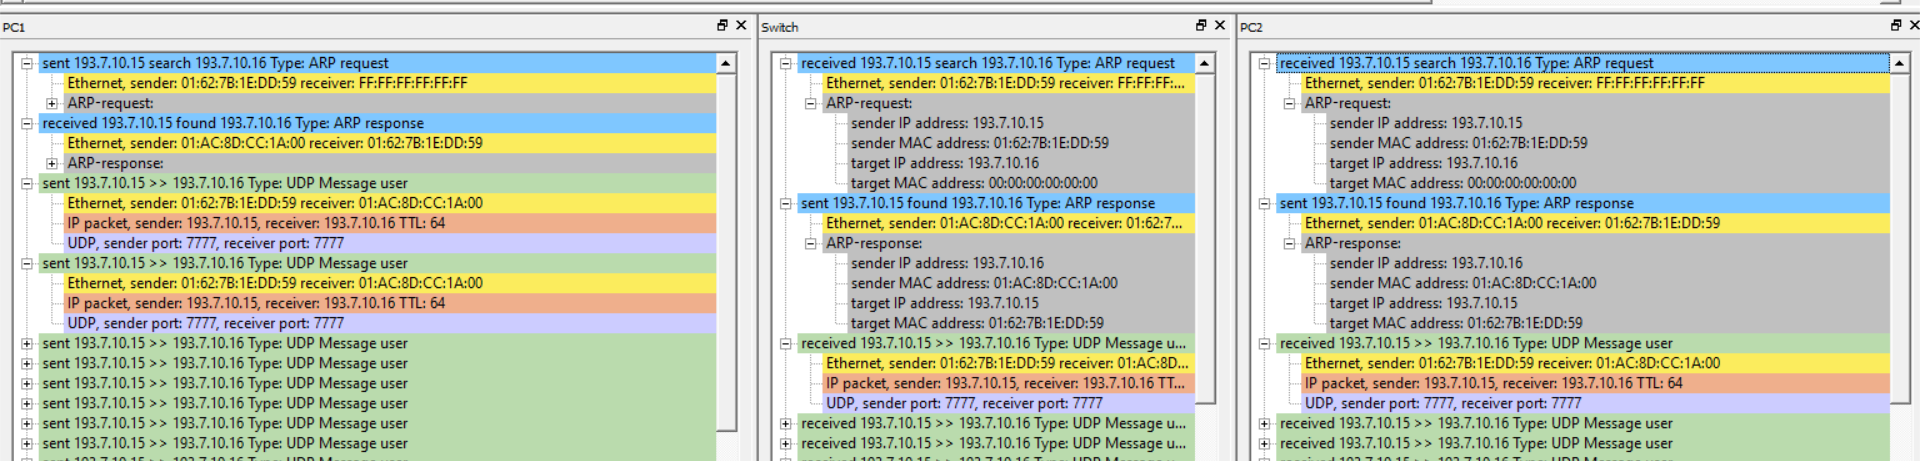 PC1
sent 193.7.10.15 search 193.7.10.16 Type: ARP request
Ethernet, sender: 01:62:7B:1E:DD:59 receiver: FF:FF:FF:FF:FF:FF
ARP-request:
received 193.7.10.15 found 193.7.10.16 Type: ARP response
Ethernet, sender: 01:AC:8D:CC:1A:00 receiver: 01:62:7B:1E:DD:59
ARP-response:
sent 193.7.10.15 >> 193.7.10.16 Type: UDP Message user
Ethernet, sender: 01:62:7B:1E:DD:59 receiver: 01:AC:8D:CC:1A:00
IP packet, sender: 193.7.10.15, receiver: 193.7.10.16 TTL: 64
UDP, sender port: 7777, receiver port: 7777
sent 193.7.10.15 >> 193.7.10.16 Type: UDP Message user
Ethernet, sender: 01:62:7B:1E:DD:59 receiver: 01:AC:8D:CC:1A:00
IP packet, sender: 193.7.10.15, receiver: 193.7.10.16 TTL: 64
UDP, sender port: 7777, receiver port: 7777
sent 193.7.10.15 >> 193.7.10.16 Type: UDP Message user
sent 193.7.10.15 >> 193.7.10.16 Type: UDP Message user
sent 193.7.10.15 >> 193.7.10.16 Type: UDP Message user
sent 193.7.10.15 >> 193.7.10.16 Type: UDP Message user
sent 193.7.10.15 >> 193.7.10.16 Type: UDP Message user
sent 193.7.10.15 >> 193.7.10.16 Type: UDP Message user
Switch
received 193.7.10.15 search 193.7.10.16 Type: ARP request
Ethernet, sender: 01:62:7B:1E:DD:59 receiver: FF:FF:FF:...
ARP-request:
sender IP address: 193.7.10.15
sender MAC address: 01:62:7B:1E:DD:59
target IP address: 193.7.10.16
target MAC address: 00:00:00:00:00:00
sent 193.7.10.15 found 193.7.10.16 Type: ARP response
Ethernet, sender: 01:AC:8D:CC:1A:00 receiver: 01:62:7...
ARP-response:
sender IP address: 193.7.10.16
sender MAC address: 01:AC:8D:CC:1A:00
target IP address: 193.7.10.15
target MAC address: 01:62:7B:1E:DD:59
received 193.7.10.15 >> 193.7.10.16 Type: UDP Message u...
Ethernet, sender: 01:62:7B:1E:DD:59 receiver: 01:AC:8D...
IP packet, sender: 193.7.10.15, receiver: 193.7.10.16 TT...
UDP, sender port: 7777, receiver port: 7777
received 193.7.10.15 >> 193.7.10.16 Type: UDP Message u...
received 193.7.10.15 >> 193.7.10.16 Type: UDP Message u...
PC2
received 193.7.10.15 search 193.7.10.16 Type: ARP request
Ethernet, sender: 01:62:7B:1E:DD:59 receiver: FF:FF:FF:FF:FF:FF
ARP-request:
sender IP address: 193.7.10.15
sender MAC address: 01:62:7B:1E:DD:59
target IP address: 193.7.10.16
target MAC address: 00:00:00:00:00:00
sent 193.7.10.15 found 193.7.10.16 Type: ARP response
Ethernet, sender: 01:AC:8D:CC:1A:00 receiver: 01:62:7B:1E:DD:59
ARP-response:
sender IP address: 193.7.10.16
sender MAC address: 01:AC:8D:CC:1A:00
target IP address: 193.7.10.15
target MAC address: 01:62:7B:1E:DD:59
received 193.7.10.15 >> 193.7.10.16 Type: UDP Message user
Ethernet, sender: 01:62:7B:1E:DD:59 receiver: 01:AC:8D:CC:1A:00
IP packet, sender: 193.7.10.15, receiver: 193.7.10.16 TTL: 64
UDP, sender port: 7777, receiver port: 7777
received 193.7.10.15 >> 193.7.10.16 Type: UDP Message user
received 193.7.10.15 >> 193.7.10.16 Type: UDP Message user